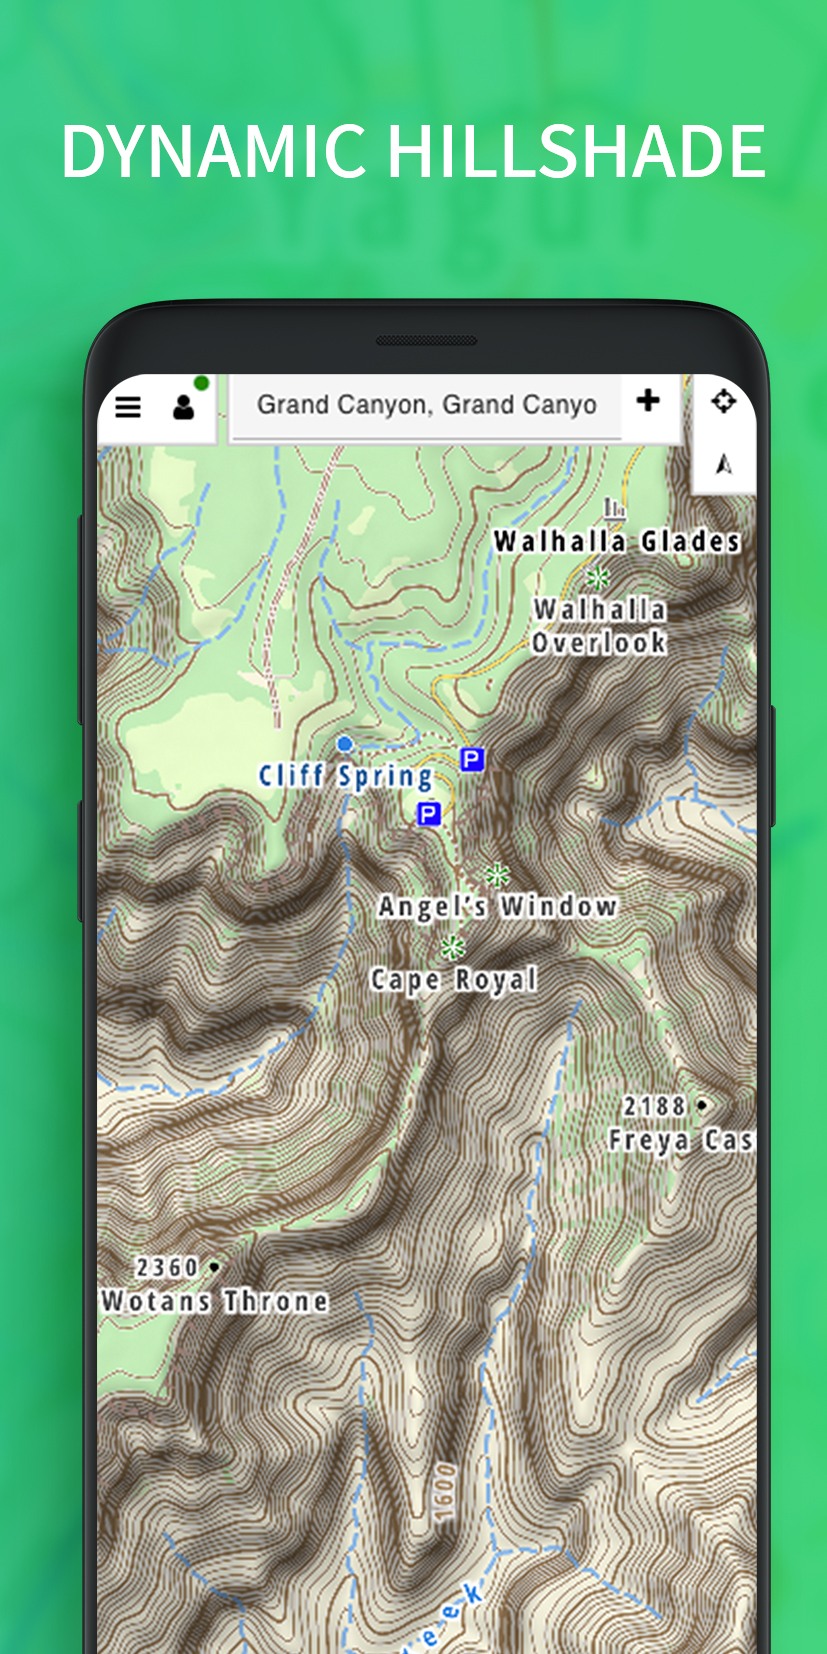 DYNAMIC HILLSHADE
Grand Canyon, Grand Canyo
Walhalla Glades
Walhalla
Overlook
P
Cliff Spring
P
Angel's Window
Cape Royal
2188
Freya Cas
2360
Wotans Throne
1600
eek